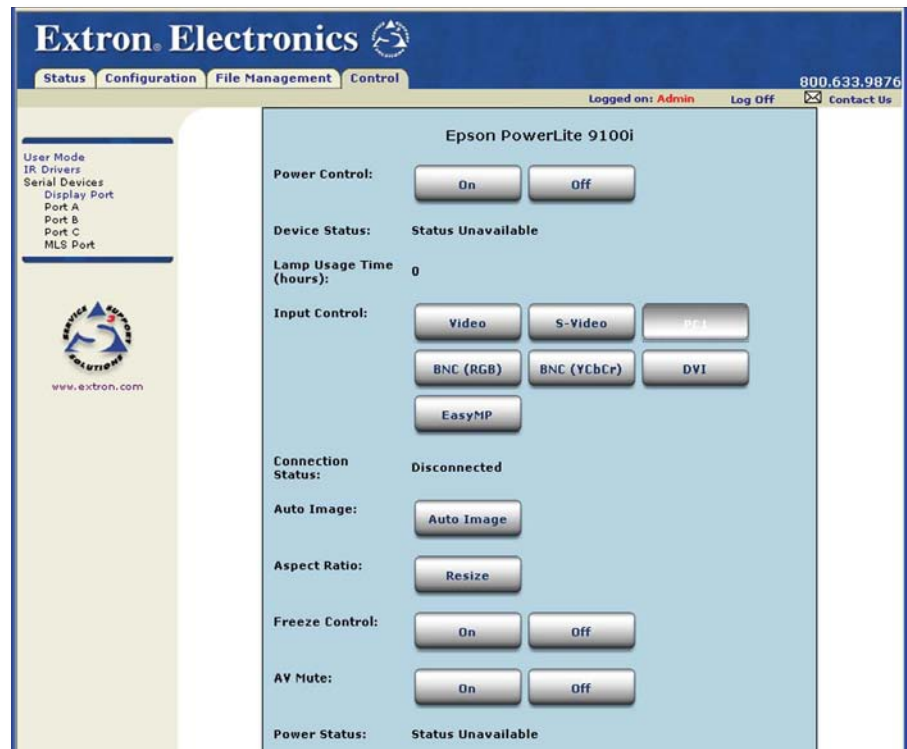 Extron® Electronics
Status Configuration File Management Control
800.633.9876
Logged on: Admin Log Off Contact Us
User Mode
IR Drivers
Serial Devices
Display Port
Port A
Port B
Port C
MLS Port
SERVICE SUPPORT SOLUTIONS
3
www.extron.com
Epson PowerLite 9100i
Power Control: On Off
Device Status: Status Unavailable
Lamp Usage Time (hours): 0
Input Control: Video S-Video
BNC (RGB) BNC (YCbCr) DVI
EasyMP
Connection Status: Disconnected
Auto Image: Auto Image
Aspect Ratio: Resize
Freeze Control: On Off
AV Mute: On Off
Power Status: Status Unavailable